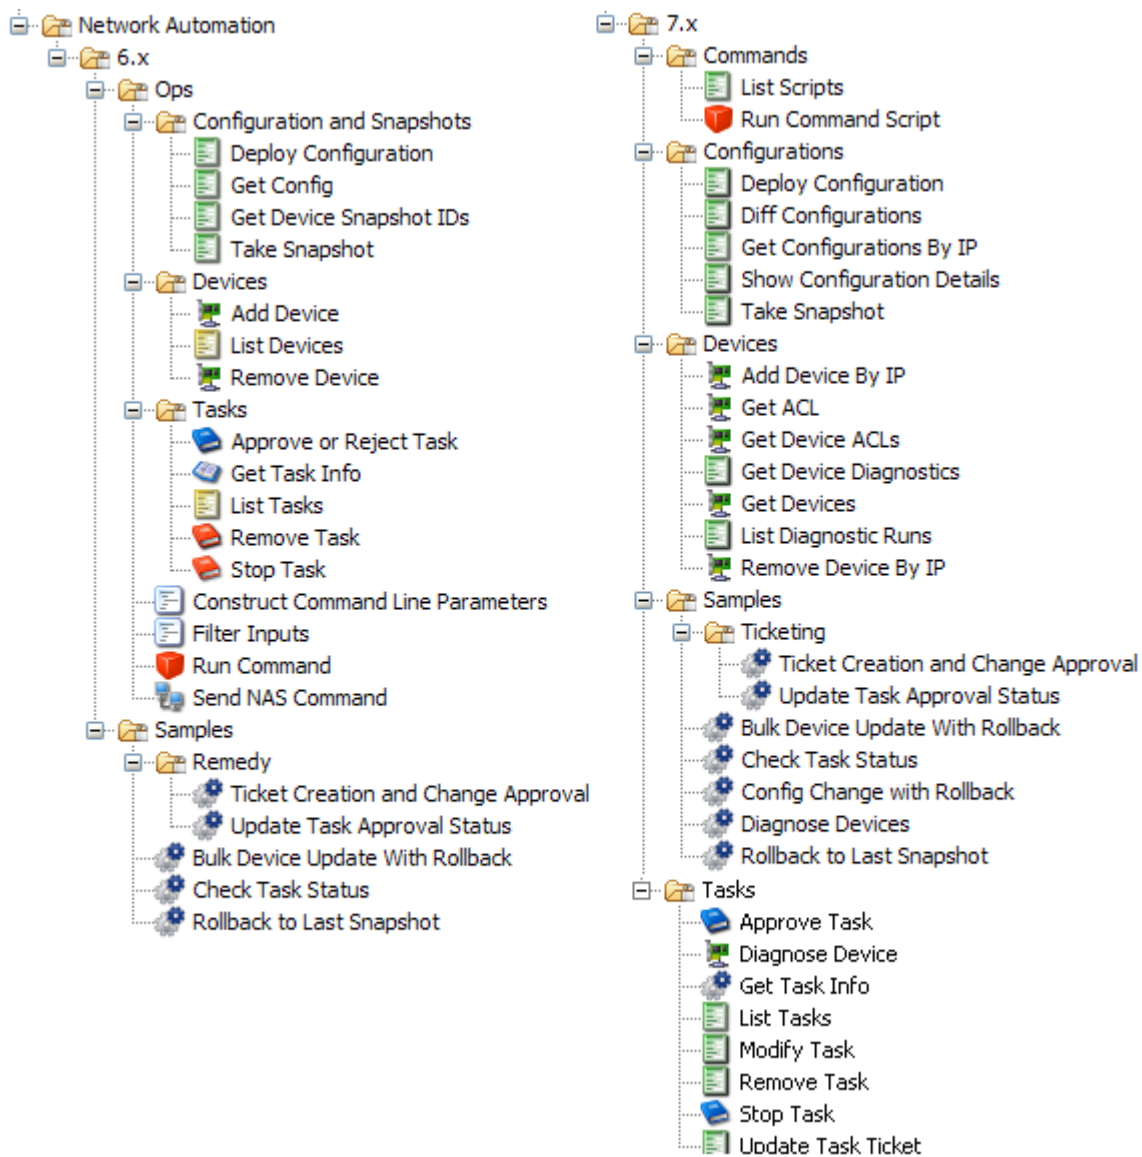 Network Automation
6.x
Ops
Configuration and Snapshots
Deploy Configuration
Get Config
Get Device Snapshot IDs
Take Snapshot
Devices
Add Device
List Devices
Remove Device
Tasks
Approve or Reject Task
Get Task Info
List Tasks
Remove Task
Stop Task
Construct Command Line Parameters
Filter Inputs
Run Command
Send NAS Command
Samples
Remedy
Ticket Creation and Change Approval
Update Task Approval Status
Bulk Device Update With Rollback
Check Task Status
Rollback to Last Snapshot
7.x
Commands
List Scripts
Run Command Script
Configurations
Deploy Configuration
Diff Configurations
Get Configurations By IP
Show Configuration Details
Take Snapshot
Devices
Add Device By IP
Get ACL
Get Device ACLs
Get Device Diagnostics
Get Devices
List Diagnostic Runs
Remove Device By IP
Samples
Ticketing
Ticket Creation and Change Approval
Update Task Approval Status
Bulk Device Update With Rollback
Check Task Status
Config Change with Rollback
Diagnose Devices
Rollback to Last Snapshot
Tasks
Approve Task
Diagnose Device
Get Task Info
List Tasks
Modify Task
Remove Task
Stop Task
Update Task Ticket